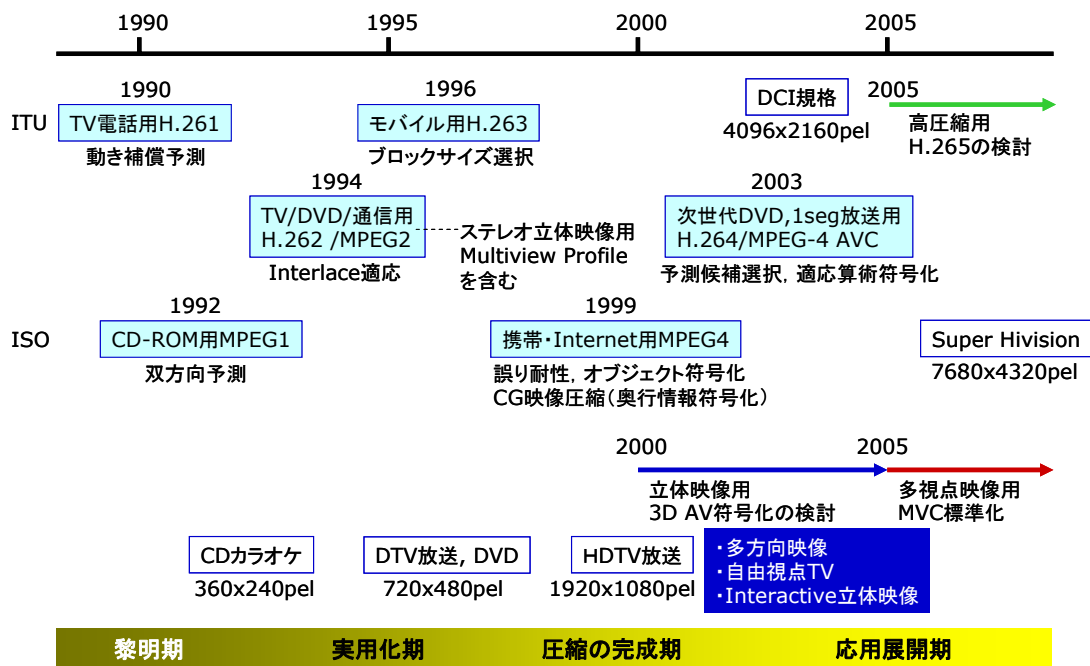 1990
1995
2000
2005
1990
1996
DCI規格
2005
ITU
TV電話用H.261
モバイル用H.263
4096x2160pel
高圧縮用
H.265の検討
動き補償予測
ブロックサイズ選択
1994
2003
TV/DVD/通信用
H.262 /MPEG2
ステレオ立体映像用
Multiview Profile
を含む
次世代DVD,1seg放送用
H.264/MPEG-4 AVC
Interlace適応
予測候補選択, 適応算術符号化
1992
1999
ISO
CD-ROM用MPEG1
携帯・Internet用MPEG4
Super Hivision
双方向予測
誤り耐性, オブジェクト符号化
CG映像圧縮(奥行情報符号化)
7680x4320pel
2000
2005
立体映像用
3D AV符号化の検討
多視点映像用
MVC標準化
CDカラオケ
DTV放送, DVD
HDTV放送
360x240pel
720x480pel
1920x1080pel
・多方向映像
・自由視点TV
・Interactive立体映像
黎明期
実用化期
圧縮の完成期
応用展開期